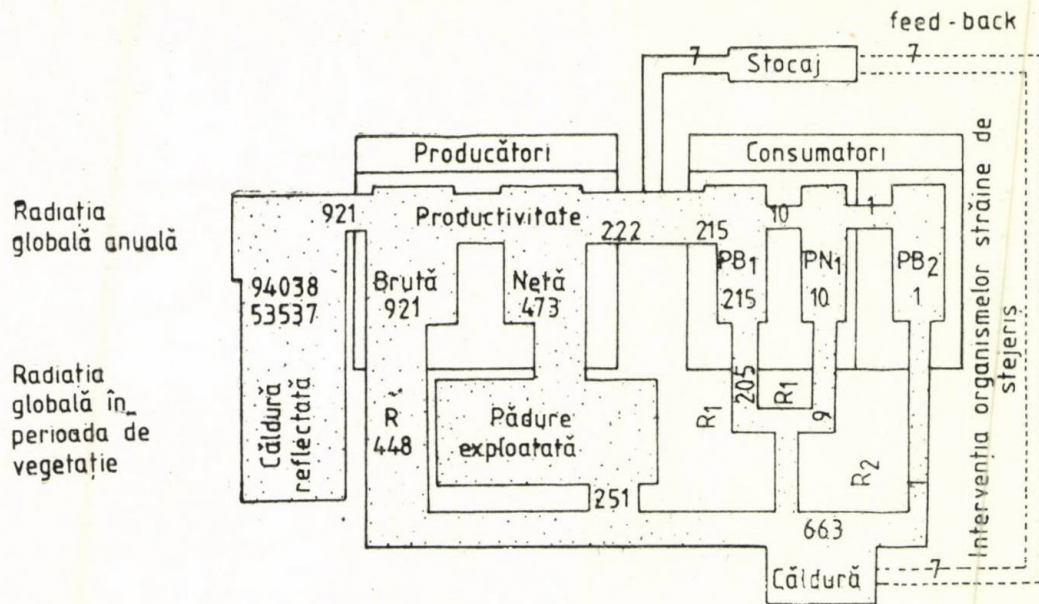 feed-back
7
Stocaj
7
Producători
Consumatori
Radiația
globală anuală
921
Productivitate
222
215
10
1
94038
53537
Brută
921
Netă
473
PB1
215
PN1
10
PB2
1
Radiația
globală în
perioada de
vegetație
Căldură
reflectată
R
448
Pădure
exploatată
R1
205
R1
9
R2
1
251
663
Căldură
7
Intervenția organismelor străine de
stejeriș